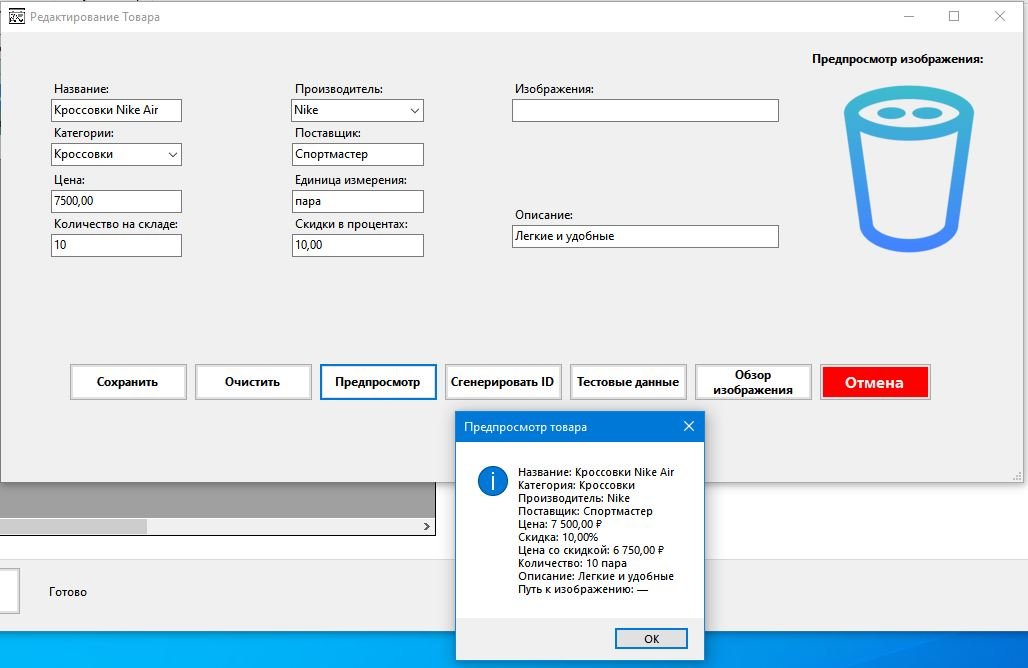 Редактирование Товара
Предпросмотр изображения:
Название:
Кроссовки Nike Air
Производитель:
Nike
Изображения:
Категории:
Кроссовки
Поставщик:
Спортмастер
Цена:
7500,00
Единица измерения:
пара
Количество на складе:
10
Скидки в процентах:
10,00
Описание:
Легкие и удобные
Сохранить
Очистить
Предпросмотр
Сгенерировать ID
Тестовые данные
Обзор
изображения
Отмена
Предпросмотр товара
Название: Кроссовки Nike Air
Категория: Кроссовки
Производитель: Nike
Поставщик: Спортмастер
Цена: 7 500,00 ₽
Скидка: 10,00%
Цена со скидкой: 6 750,00 ₽
Количество: 10 пара
Описание: Легкие и удобные
Путь к изображению: —
OK
Готово